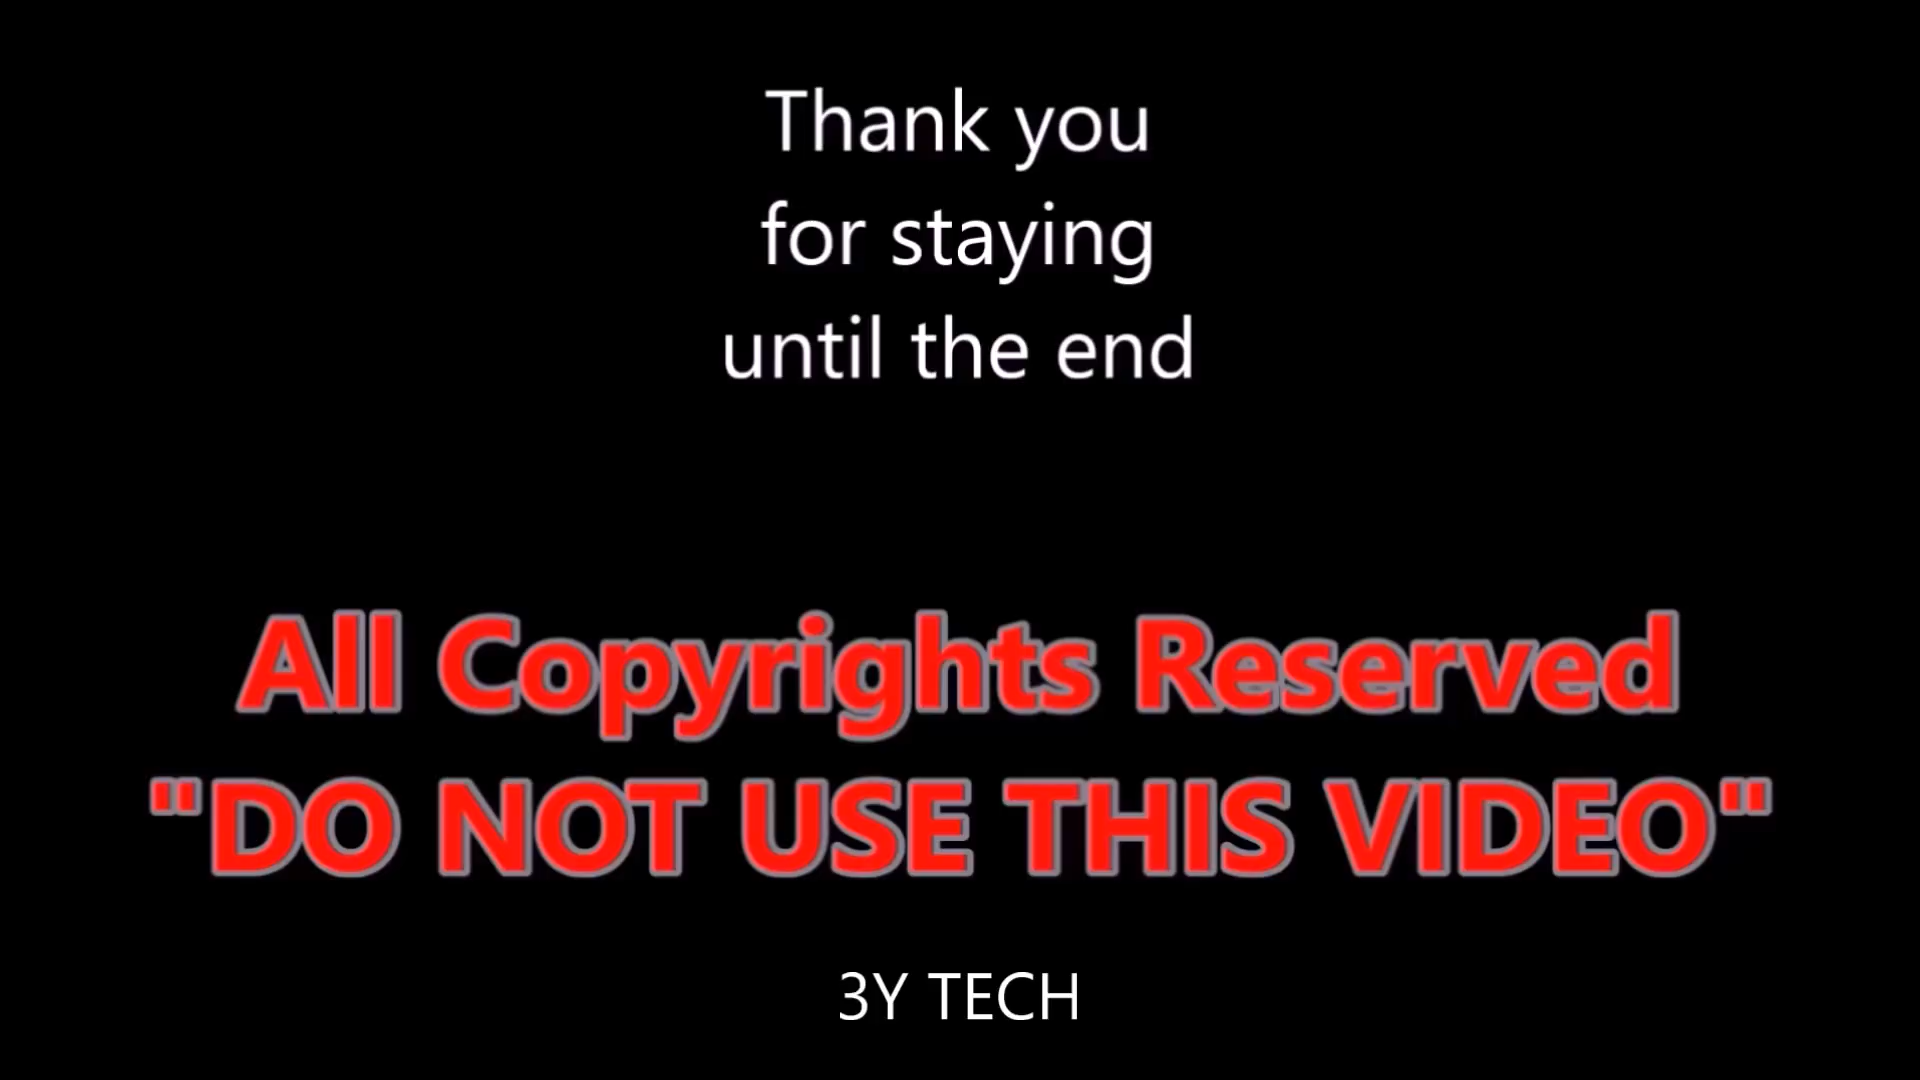 Thank you
for staying
until the end
All Copyrights Reserved
"DO NOT USE THIS VIDEO"
3Y TECH